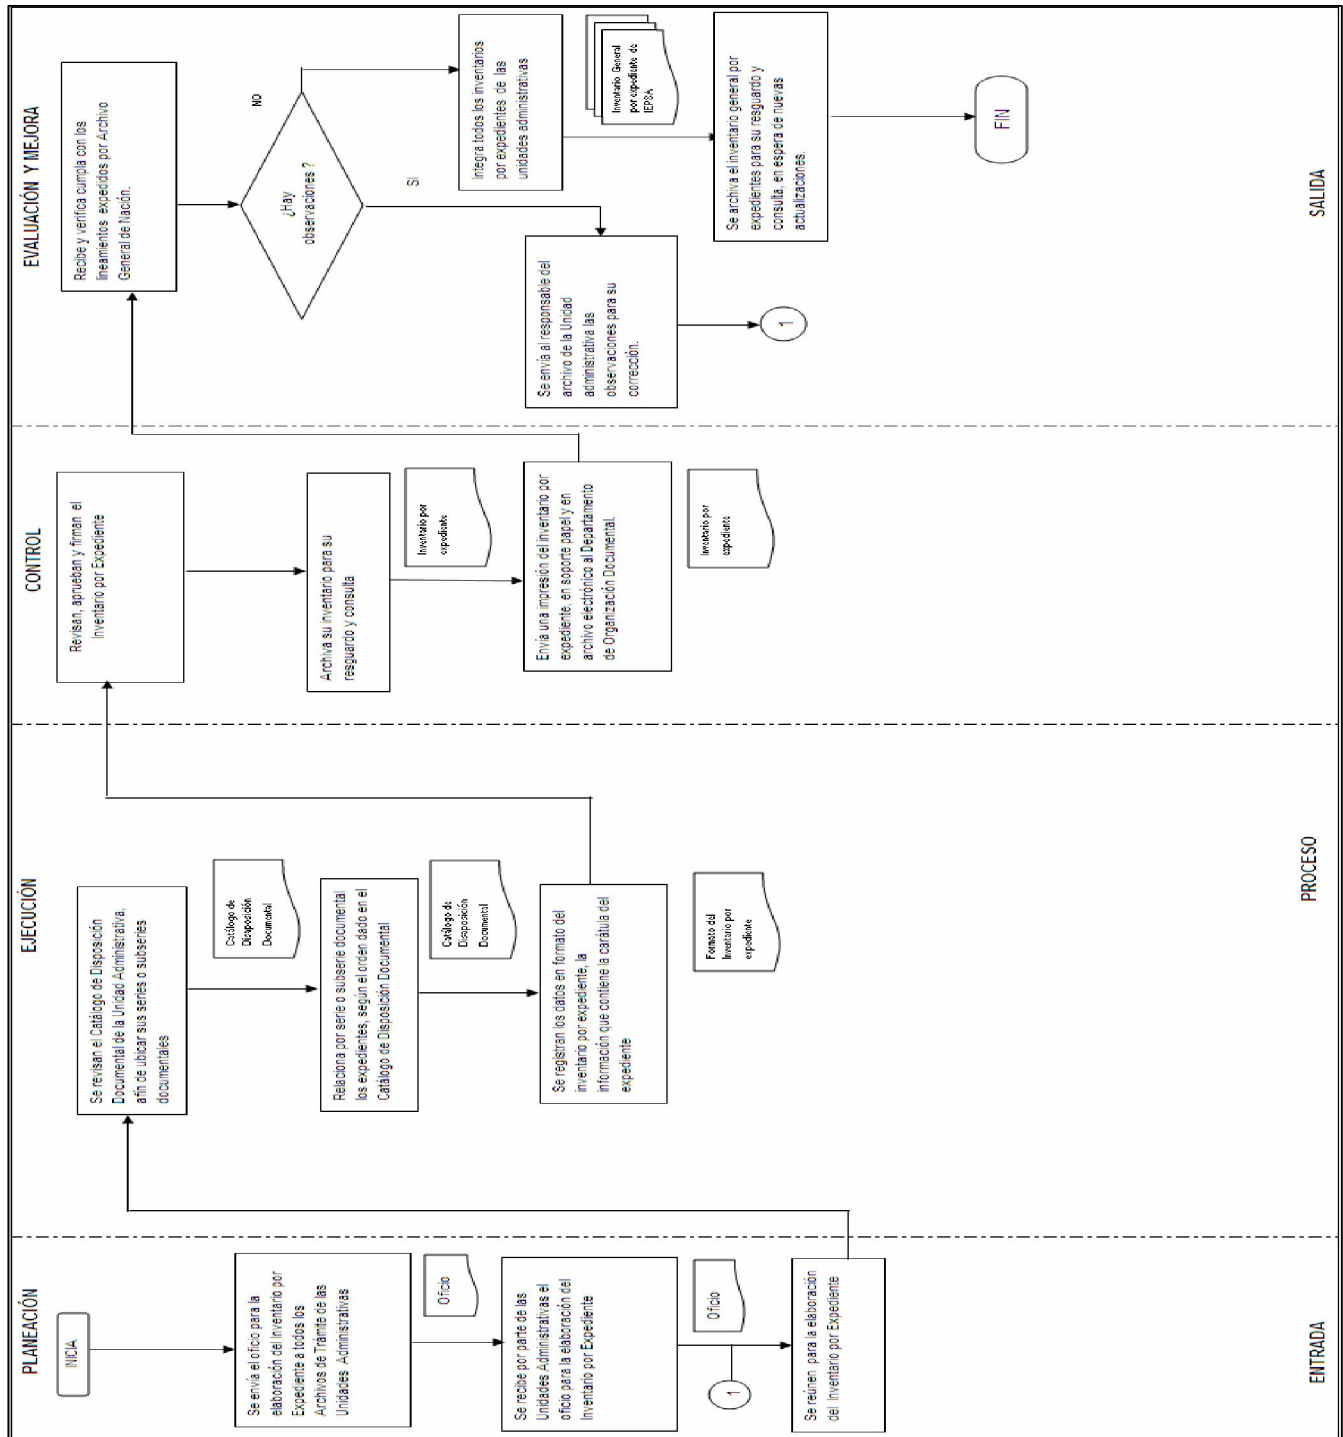 PLANEACIÓN
INICIA
Se envía el oficio para la
elaboración del Inventario por
Expediente a todos los
Archivos de Trámite de las
Unidades Administrativas
Oficio
Se recibe por parte de las
Unidades Administrativas el
oficio para la elaboración del
Inventario por Expediente
Oficio
1
Se reúnen para la elaboración
del Inventario por Expediente
ENTRADA
EJECUCIÓN
Se revisan el Catálogo de Disposición
Documental de la Unidad Administrativa,
afín de ubicar sus series o subseries
documentales
Catálogo de
Disposición
Documental
Relaciona por serie o subserie documental
los expedientes, según el orden dado en el
Catálogo de Disposición Documental
Catálogo de
Disposición
Documental
Se registran los datos en formato del
inventario por expediente, la
información que contiene la carátula del
expediente
Formato del
Inventario por
expediente
PROCESO
CONTROL
Revisan, aprueban y firman el
Inventario por Expediente
Archiva su inventario para su
resguardo y consulta
Inventario por
expediente
Envía una impresión del inventario por
expediente, en soporte papel y en
archivo electrónico al Departamento
de Organización Documental.
Inventario por
expediente
EVALUACIÓN Y MEJORA
Recibe y verifica cumpla con los
lineamientos expedidos por Archivo
General de Nación.
¿Hay
observaciones ?
NO
SI
Integra todos los inventarios
por expedientes de las
unidades administrativas
Inventario General
por expediente de
IEPSA
Se envía al responsable del
archivo de la Unidad
administrativa las
observaciones para su
corrección.
1
Se archiva el inventario general por
expedientes para su resguardo y
consulta, en espera de nuevas
actualizaciones.
FIN
SALIDA